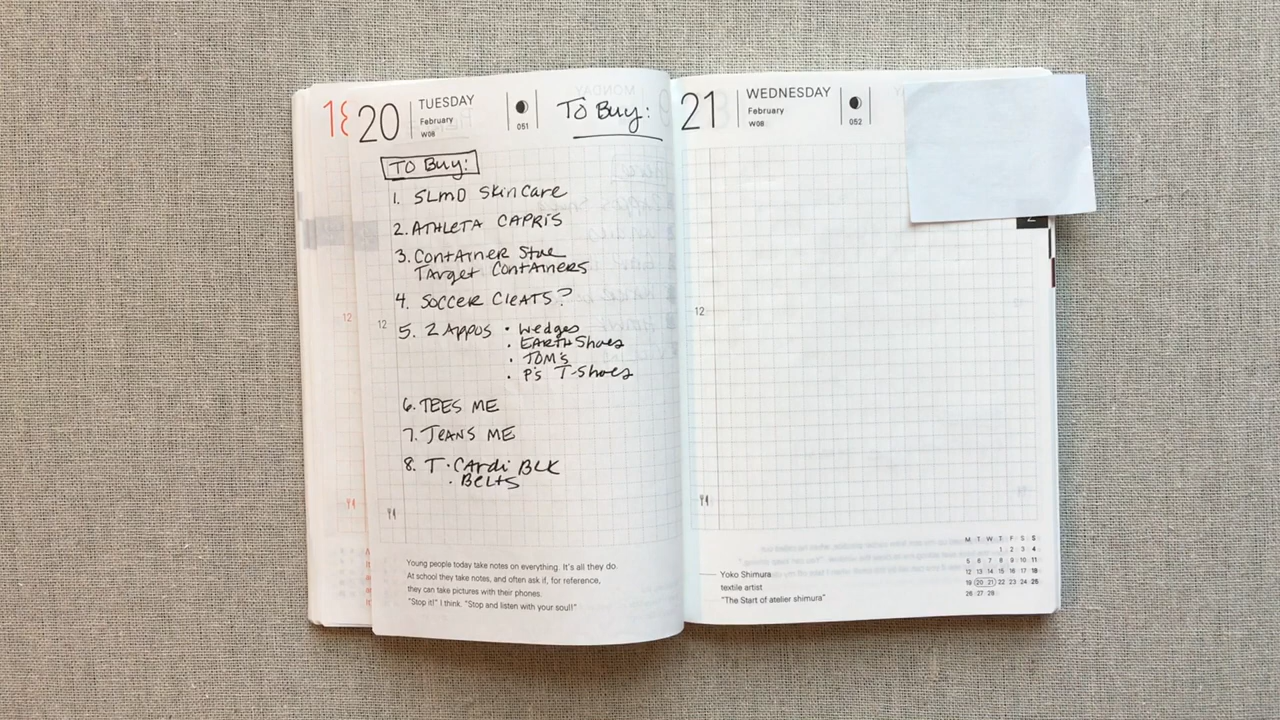 18
20
TUESDAY
February
W08
051
To Buy:
To Buy:
1. SLMD SkinCare
2. ATHLETA CAPRIS
3. ContAINER Store
TArget ContAINERS
4. SOCCER CleATS?
5. 2 Appos • Wedges
• EARTH Shoes
• TOM's
• P's T-Shoes
6. TEES ME
7. JEANS ME
8. T • CArdi BLK
• BELTS
12
12
Young people today take notes on everything. It's all they do.
At school they take notes, and often ask if, for reference,
they can take pictures with their phones.
"Stop it!" I think. "Stop and listen with your soul!"
21
WEDNESDAY
February
W08
052
2
12
Yoko Shimura
textile artist
"The Start of atelier shimura"
M T W T F S S
1 2 3 4
5 6 7 8 9 10 11
12 13 14 15 16 17 18
19 20 21 22 23 24 25
26 27 28